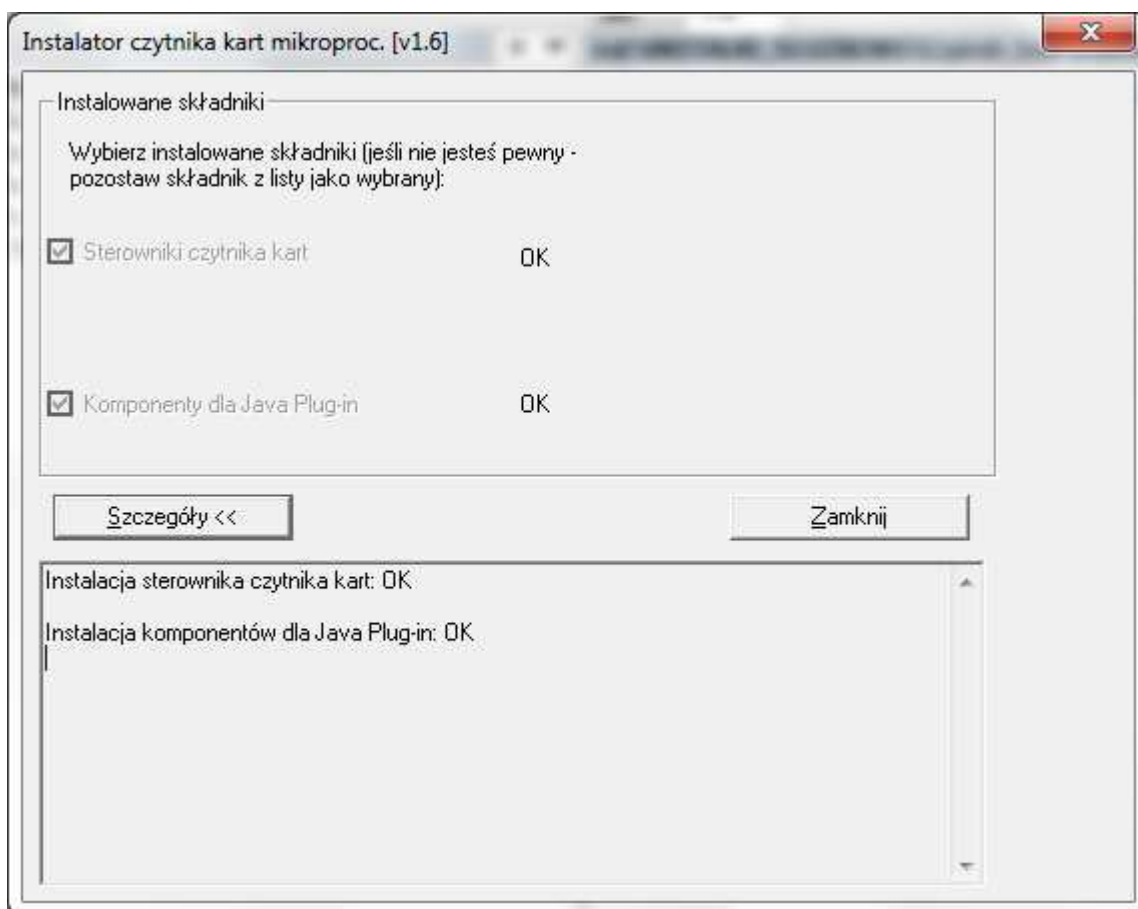 Instalator czytnika kart mikroproc. [v1.6]
Instalowane składniki
Wybierz instalowane składniki (jeśli nie jesteś pewny -
pozostaw składnik z listy jako wybrany):
Sterowniki czytnika kart OK
Komponenty dla Java Plug-in OK
Szczegóły << Zamknij
Instalacja sterownika czytnika kart: OK
Instalacja komponentów dla Java Plug-in: OK